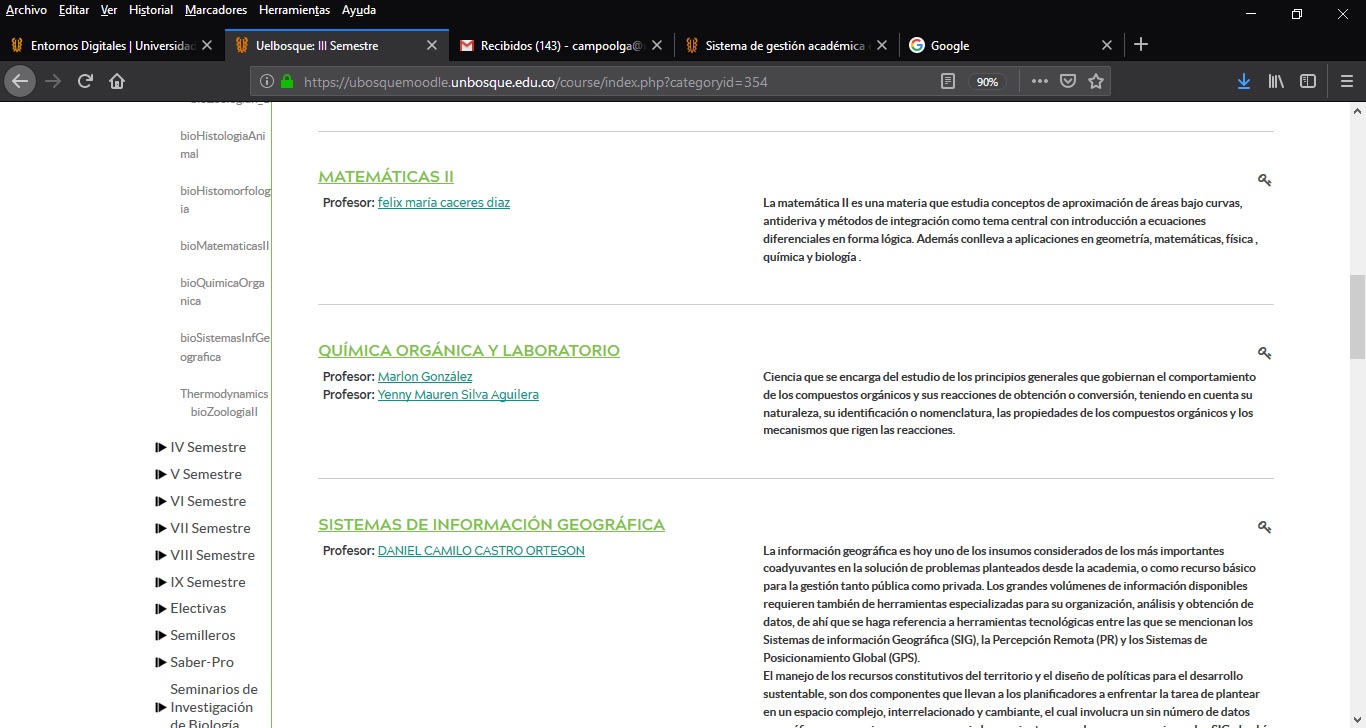 Archivo Editar Ver Historial Marcadores Herramientas Ayuda
Entornos Digitales | Universidad
Uelbosque: III Semestre
Recibidos (143) - campoolga@
Sistema de gestión académica
Google
https://ubosquemoodle.unbosque.edu.co/course/index.php?categoryid=354
90%
bioHistologiaAni
mal
bioHistomorfolog
ia
bioMatematicasII
bioQuimicaOrga
nica
bioSistemasInfGe
ografica
Thermodynamics
bioZoologiaII
IV Semestre
V Semestre
VI Semestre
VII Semestre
VIII Semestre
IX Semestre
Electivas
Semilleros
Saber-Pro
Seminarios de
Investigación
de Biología
MATEMÁTICAS II
Profesor: felix maría caceres diaz
La matemática II es una materia que estudia conceptos de aproximación de áreas bajo curvas,
antideriva y métodos de integración como tema central con introducción a ecuaciones
diferenciales en forma lógica. Además conlleva a aplicaciones en geometría, matemáticas, física ,
química y biología .
QUÍMICA ORGÁNICA Y LABORATORIO
Profesor: Marlon González
Profesor: Yenny Mauren Silva Aguilera
Ciencia que se encarga del estudio de los principios generales que gobiernan el comportamiento
de los compuestos orgánicos y sus reacciones de obtención o conversión, teniendo en cuenta su
naturaleza, su identificación o nomenclatura, las propiedades de los compuestos orgánicos y los
mecanismos que rigen las reacciones.
SISTEMAS DE INFORMACIÓN GEOGRÁFICA
Profesor: DANIEL CAMILO CASTRO ORTEGON
La información geográfica es hoy uno de los insumos considerados de los más importantes
coadyuvantes en la solución de problemas planteados desde la academia, o como recurso básico
para la gestión tanto pública como privada. Los grandes volúmenes de información disponibles
requieren también de herramientas especializadas para su organización, análisis y obtención de
datos, de ahí que se haga referencia a herramientas tecnológicas entre las que se mencionan los
Sistemas de información Geográfica (SIG), la Percepción Remota (PR) y los Sistemas de
Posicionamiento Global (GPS).
El manejo de los recursos constitutivos del territorio y el diseño de políticas para el desarrollo
sustentable, son dos componentes que llevan a los planificadores a enfrentar la tarea de plantear
en un espacio complejo, interrelacionado y cambiante, el cual involucra un sin número de datos